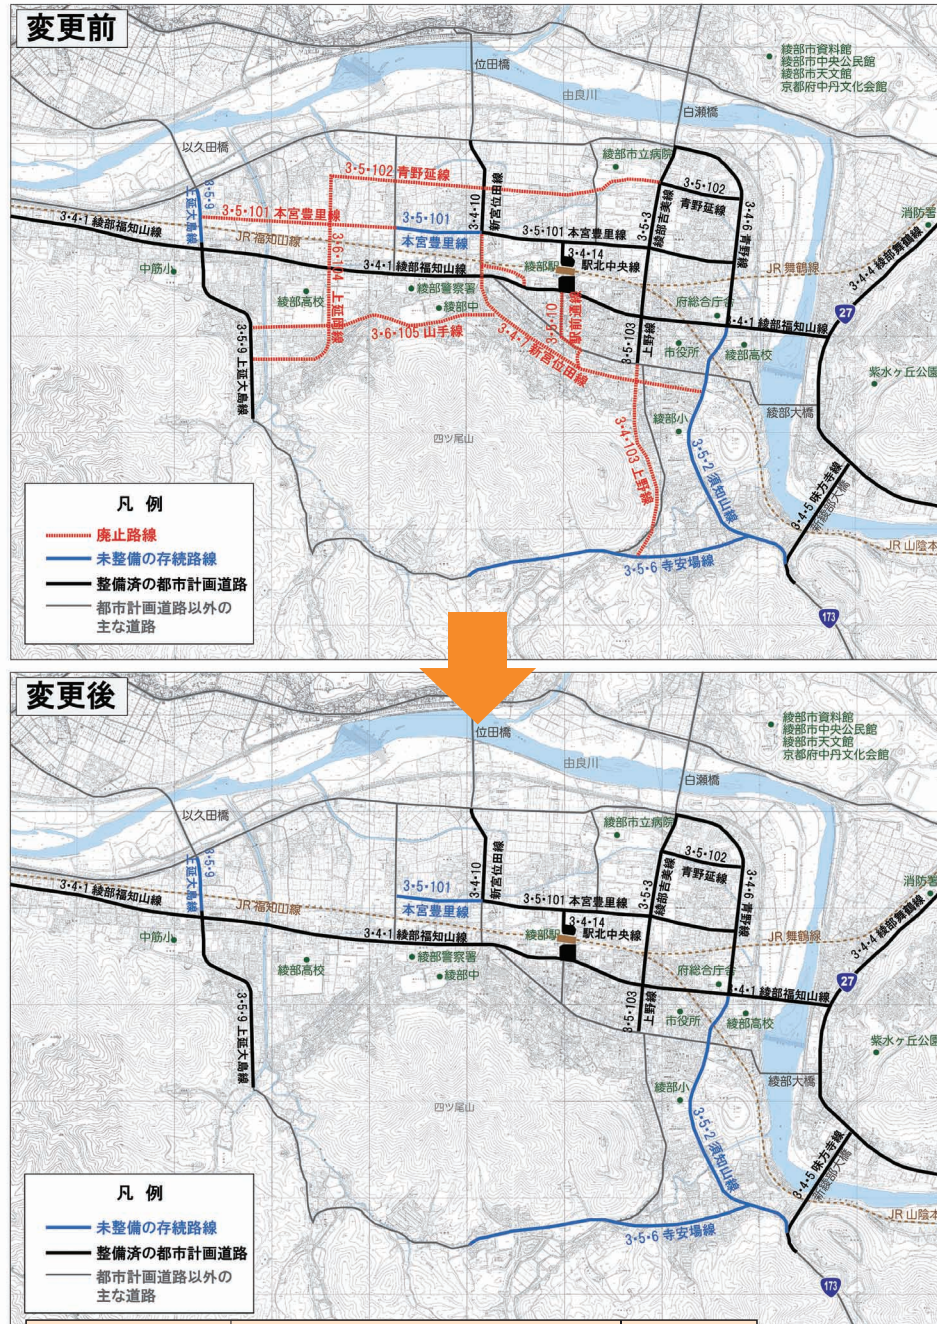 変更前
綾部市資料館
綾部市中央公民館
綾部市天文館
京都府中丹文化会館
位田橋
由良川
白瀬橋
以久田橋
綾部市立病院
3・5・102 青野延線
3・5・102
青野延線
3・5・9
上延大島線
3・5・101 本宮豊里線
3・5・101
本宮豊里線
3・4・10
新宮位田線
3・5・101 本宮豊里線
3・5・3
綾部吉美線
3・4・6 青野線
消防署
3・4・1 綾部福知山線
JR 福知山線
3・4・14
駅北中央線
綾部駅
JR 舞鶴線
3・4・4 綾部舞鶴線
中筋小
3・4・1 綾部福知山線
綾部高校
綾部警察署
綾部中
府総合庁舎
27
3・4・1 綾部福知山線
3・6・105 山手線
3・5・10
駅前通線
3・5・103
上野線
市役所
綾部高校
3・4・7 新宮位田線
紫水ヶ丘公園
3・5・9 上延大島線
綾部大橋
綾部小
四ツ尾山
3・4・103 上野線
3・5・2 須知山線
3・4・5 味方寺線
新綾部大橋
JR 山陰本
3・5・6 寺安場線
173
凡 例
廃止路線
未整備の存続路線
整備済の都市計画道路
都市計画道路以外の
主な道路
変更後
綾部市資料館
綾部市中央公民館
綾部市天文館
京都府中丹文化会館
位田橋
由良川
白瀬橋
以久田橋
綾部市立病院
3・5・102
青野延線
3・5・9
上延大島線
3・5・101
本宮豊里線
3・4・10
新宮位田線
3・5・101 本宮豊里線
3・5・3
綾部吉美線
3・4・6 青野線
消防署
3・4・1 綾部福知山線
JR 福知山線
3・4・14
駅北中央線
綾部駅
JR 舞鶴線
3・4・4 綾部舞鶴線
中筋小
3・4・1 綾部福知山線
綾部高校
綾部警察署
綾部中
府総合庁舎
27
3・4・1 綾部福知山線
3・5・103
上野線
市役所
綾部高校
紫水ヶ丘公園
3・5・9 上延大島線
綾部大橋
綾部小
四ツ尾山
3・5・2 須知山線
3・4・5 味方寺線
新綾部大橋
JR 山陰本
3・5・6 寺安場線
173
凡 例
未整備の存続路線
整備済の都市計画道路
都市計画道路以外の
主な道路